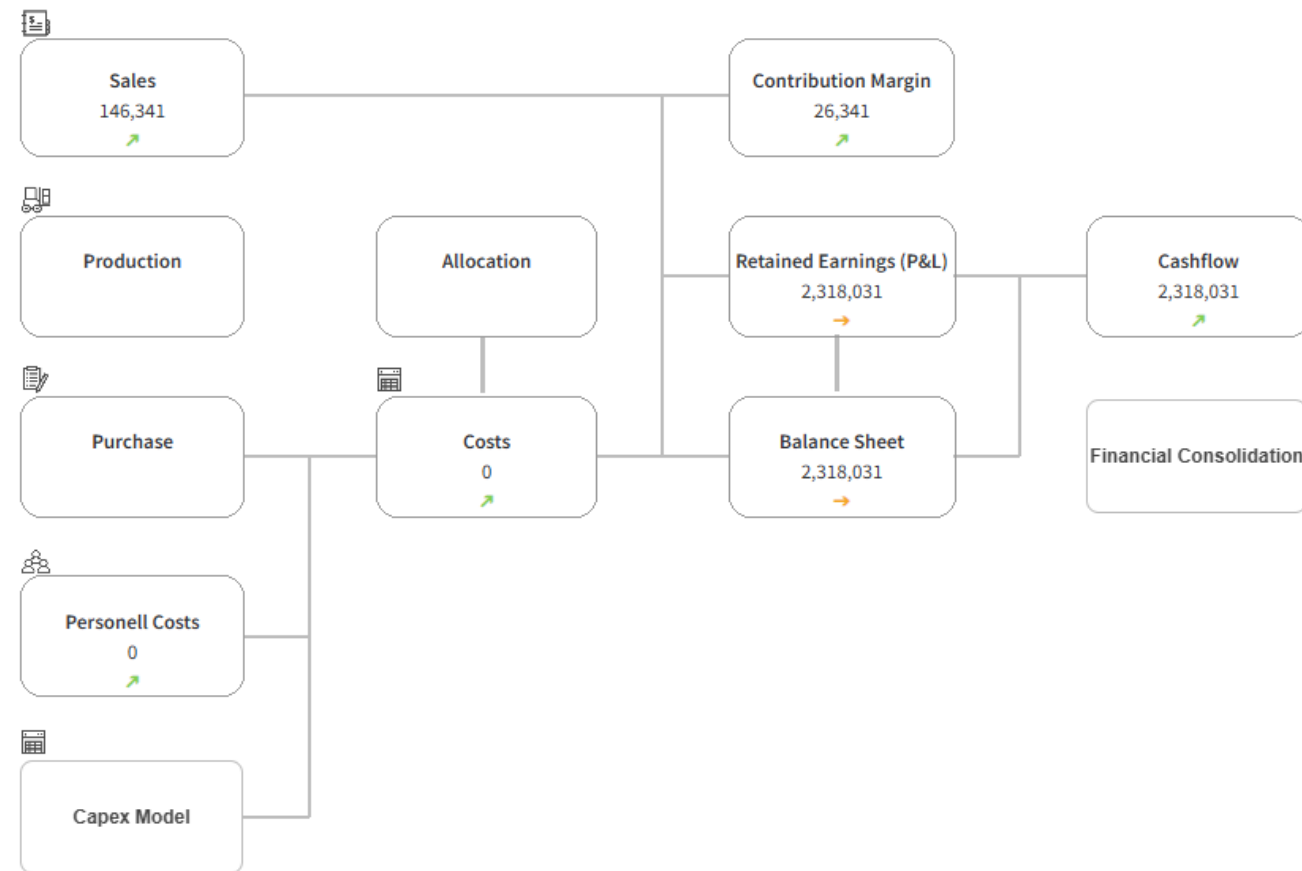 Sales
146,341
Contribution Margin
26,341
Production
Allocation
Retained Earnings (P&L)
2,318,031
Cashflow
2,318,031
Purchase
Costs
0
Balance Sheet
2,318,031
Financial Consolidation
Personell Costs
0
Capex Model